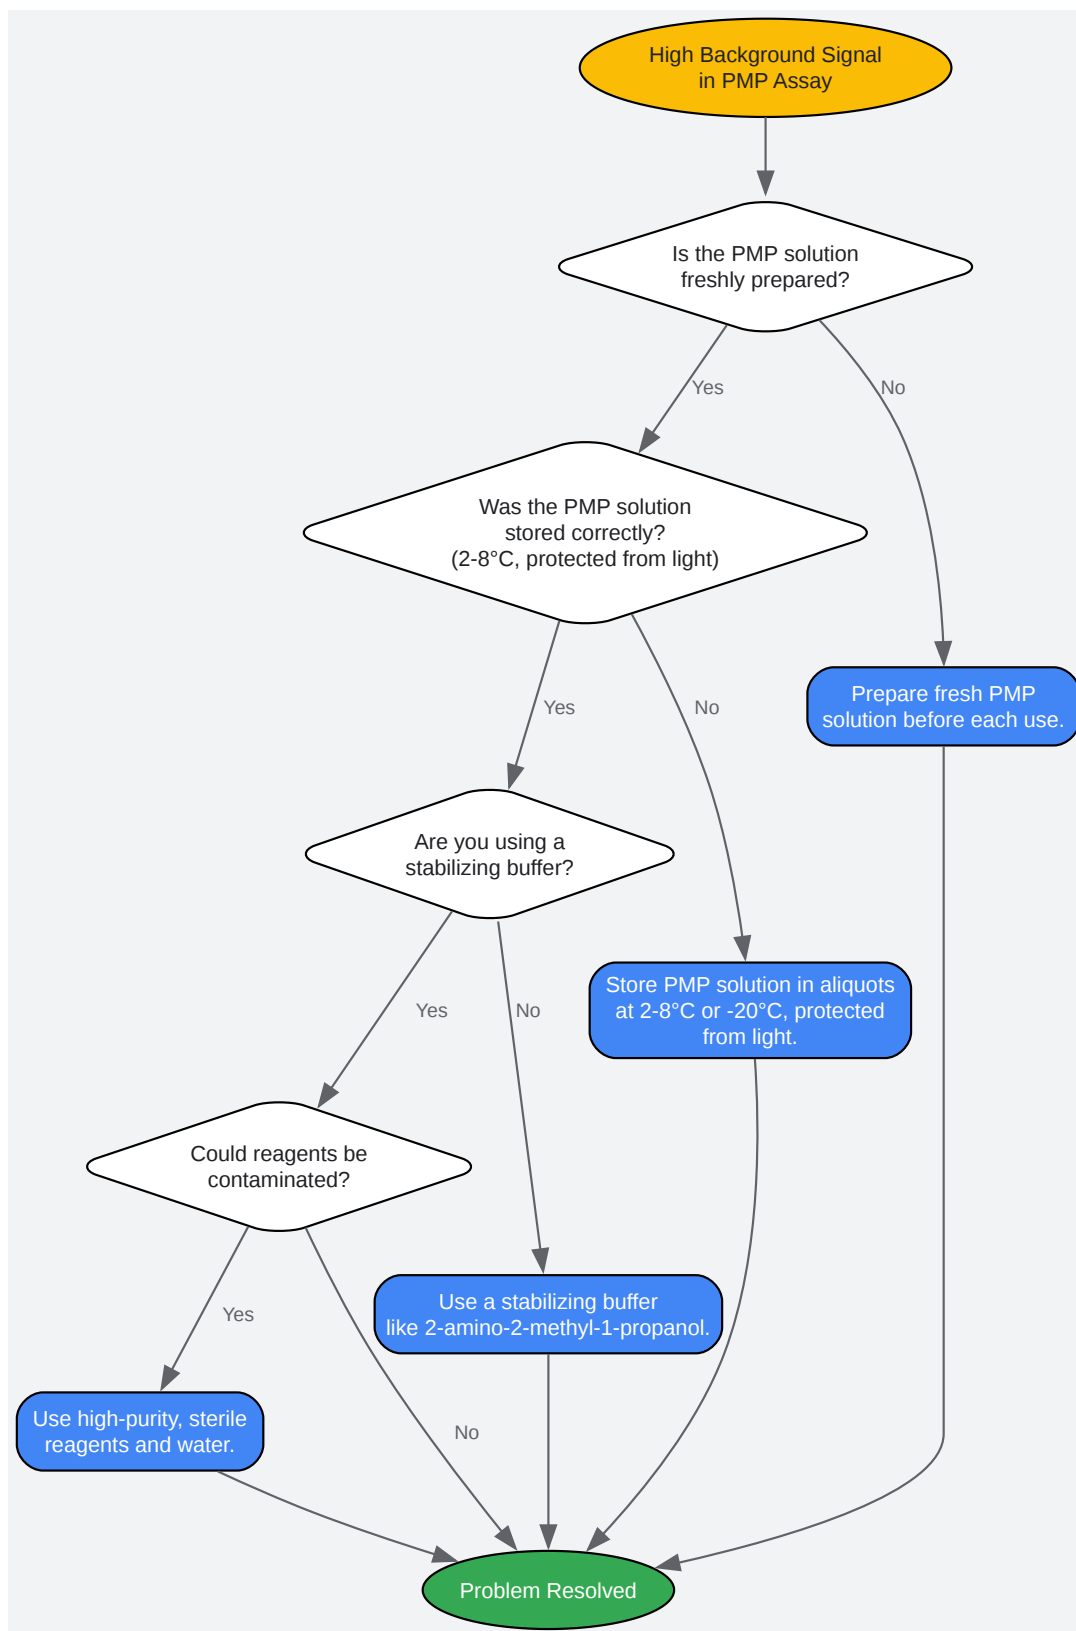 High Background Signal
in PMP Assay
Is the PMP solution
freshly prepared?
Yes
No
Was the PMP solution
stored correctly?
(2-8°C, protected from light)
Yes
No
Prepare fresh PMP
solution before each use.
Are you using a
stabilizing buffer?
Yes
No
Store PMP solution in aliquots
at 2-8°C or -20°C, protected
from light.
Could reagents be
contaminated?
Yes
No
Use a stabilizing buffer
like 2-amino-2-methyl-1-propanol.
Use high-purity, sterile
reagents and water.
Problem Resolved